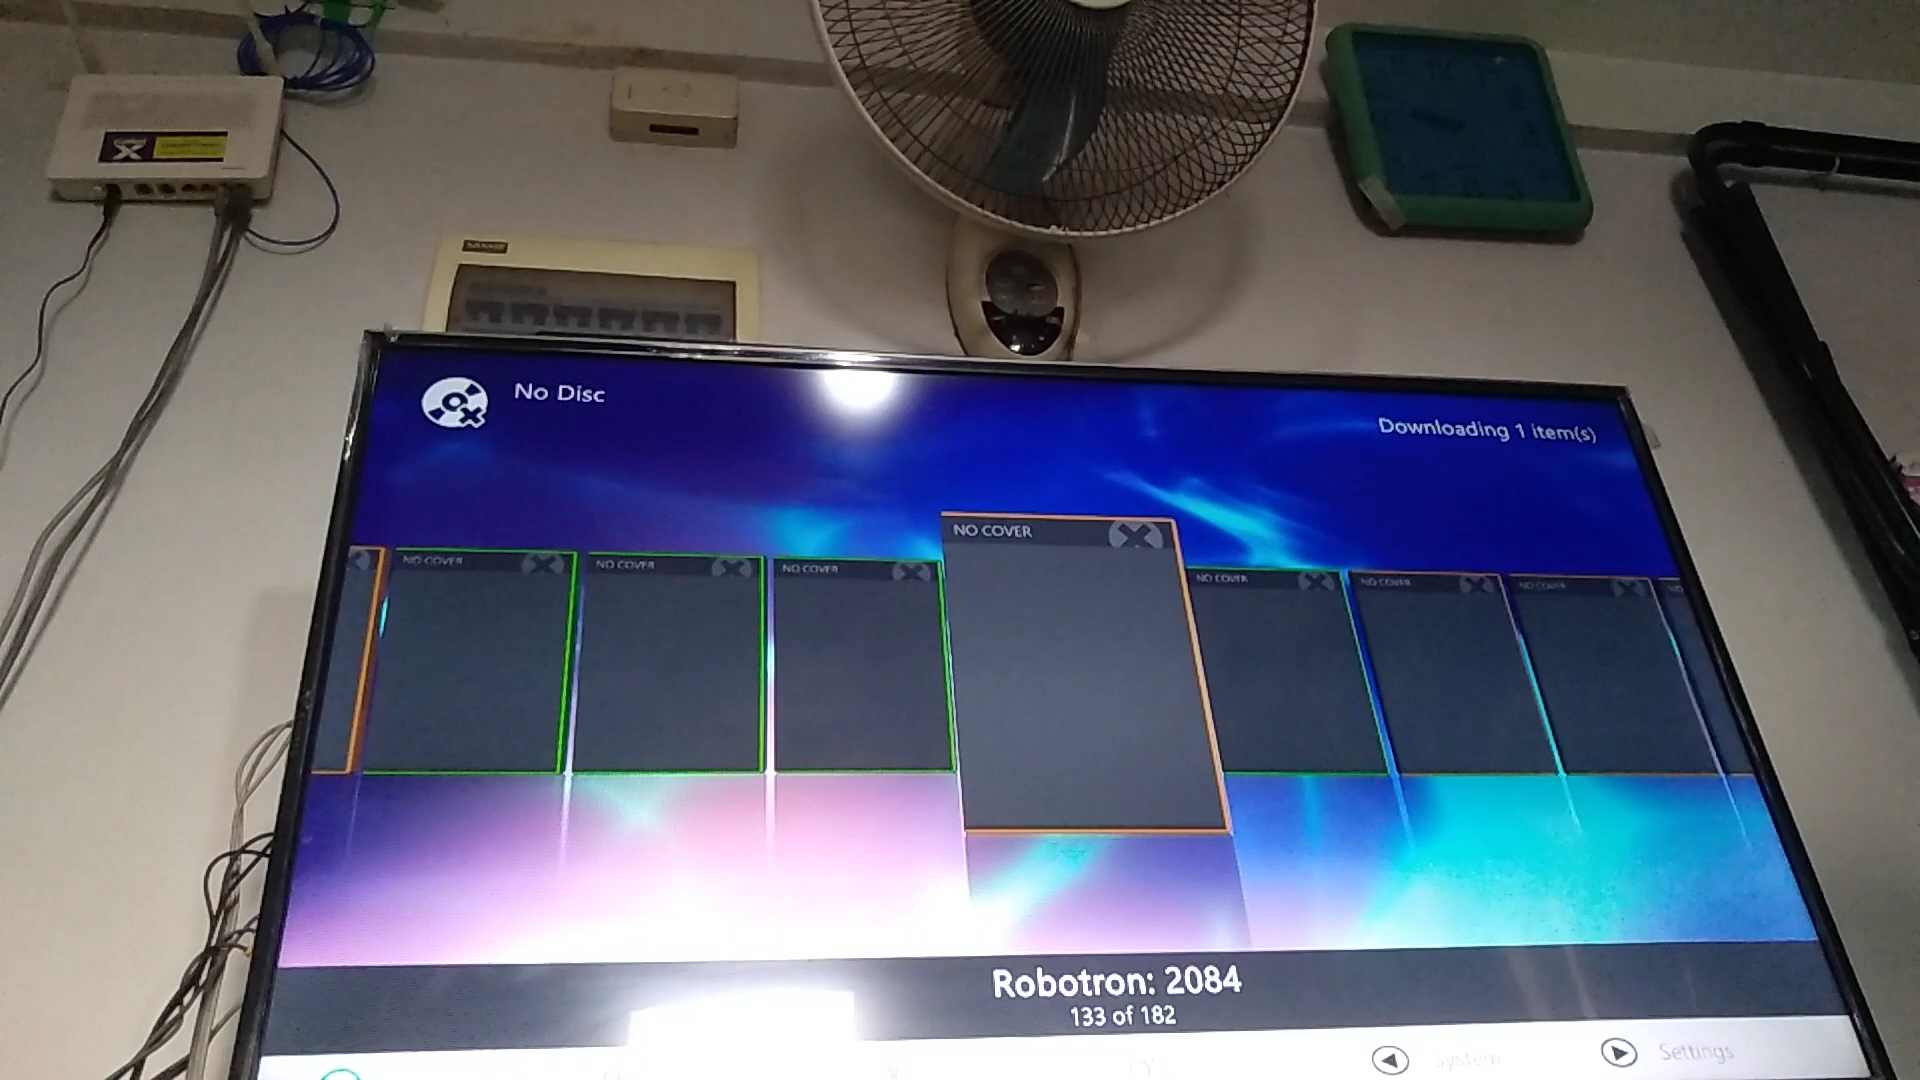 No Disc
Downloading 1 item(s)
NO COVER
NO COVER
NO COVER
NO COVER
NO COVER
NO COVER
NO COVER
NO
Robotron: 2084
133 of 182
Y
System
Settings